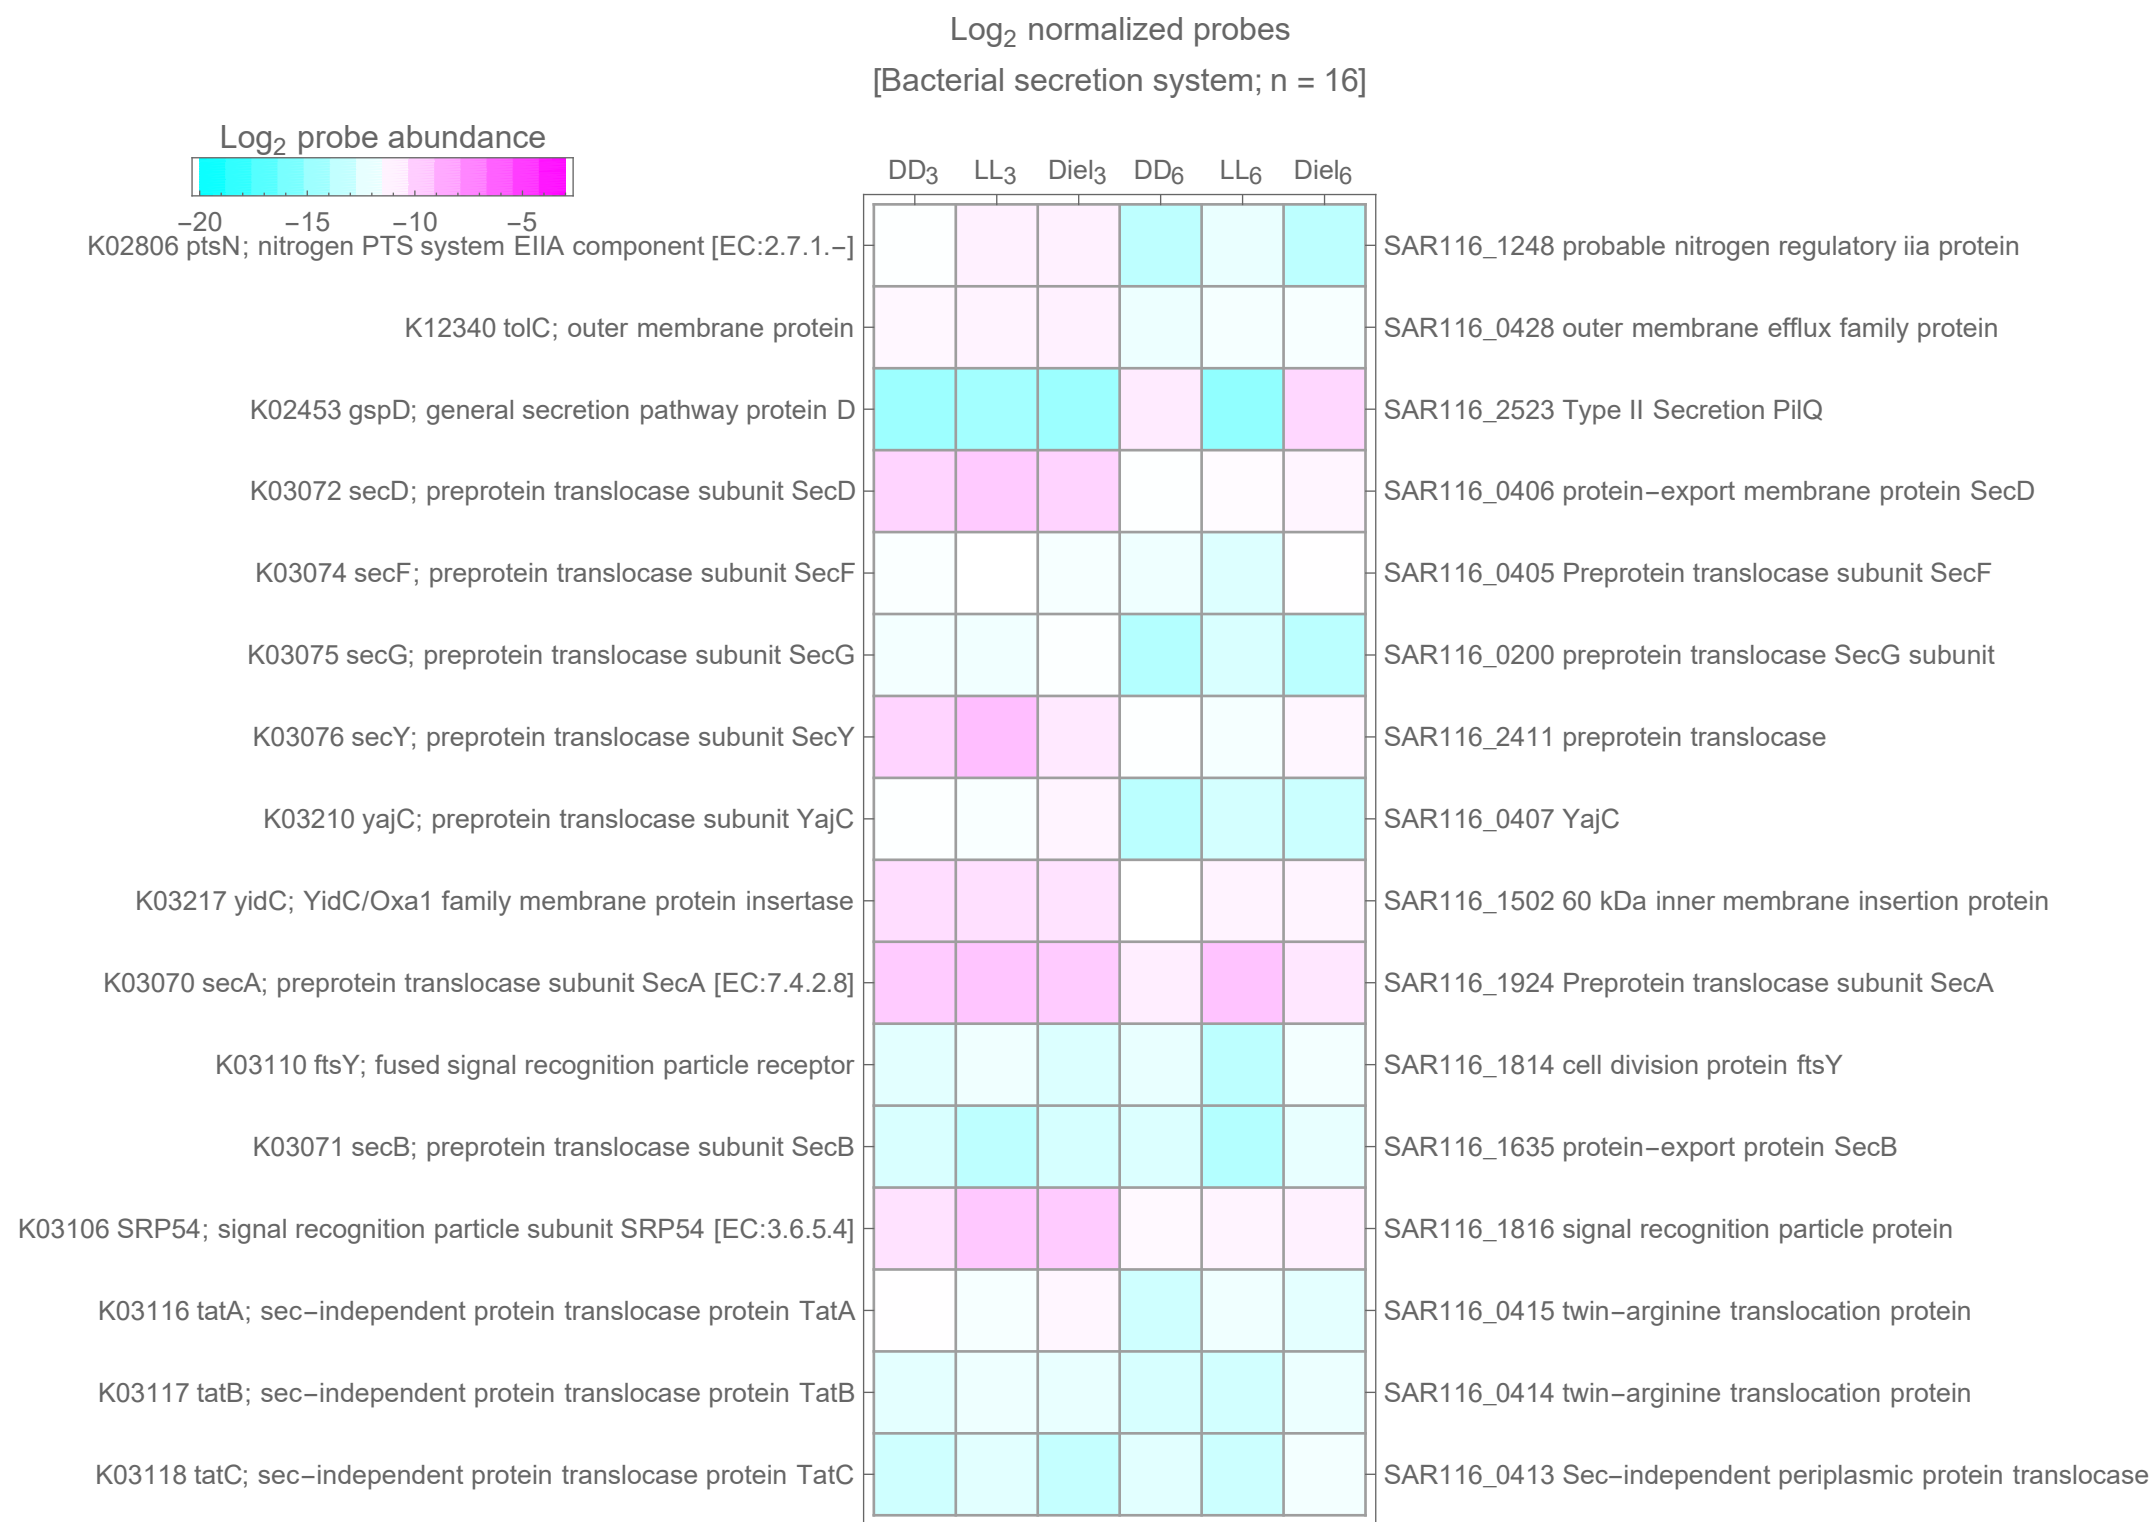 Log2 normalized probes
[Bacterial secretion system; n = 16]
Log2 probe abundance
−20 −15 −10 −5
DD3 LL3 Diel3 DD6 LL6 Diel6
K02806 ptsN; nitrogen PTS system EIIA component [EC:2.7.1.−] SAR116_1248 probable nitrogen regulatory iia protein
K12340 tolC; outer membrane protein SAR116_0428 outer membrane efflux family protein
K02453 gspD; general secretion pathway protein D SAR116_2523 Type II Secretion PilQ
K03072 secD; preprotein translocase subunit SecD SAR116_0406 protein−export membrane protein SecD
K03074 secF; preprotein translocase subunit SecF SAR116_0405 Preprotein translocase subunit SecF
K03075 secG; preprotein translocase subunit SecG SAR116_0200 preprotein translocase SecG subunit
K03076 secY; preprotein translocase subunit SecY SAR116_2411 preprotein translocase
K03210 yajC; preprotein translocase subunit YajC SAR116_0407 YajC
K03217 yidC; YidC/Oxa1 family membrane protein insertase SAR116_1502 60 kDa inner membrane insertion protein
K03070 secA; preprotein translocase subunit SecA [EC:7.4.2.8] SAR116_1924 Preprotein translocase subunit SecA
K03110 ftsY; fused signal recognition particle receptor SAR116_1814 cell division protein ftsY
K03071 secB; preprotein translocase subunit SecB SAR116_1635 protein−export protein SecB
K03106 SRP54; signal recognition particle subunit SRP54 [EC:3.6.5.4] SAR116_1816 signal recognition particle protein
K03116 tatA; sec−independent protein translocase protein TatA SAR116_0415 twin−arginine translocation protein
K03117 tatB; sec−independent protein translocase protein TatB SAR116_0414 twin−arginine translocation protein
K03118 tatC; sec−independent protein translocase protein TatC SAR116_0413 Sec−independent periplasmic protein translocase